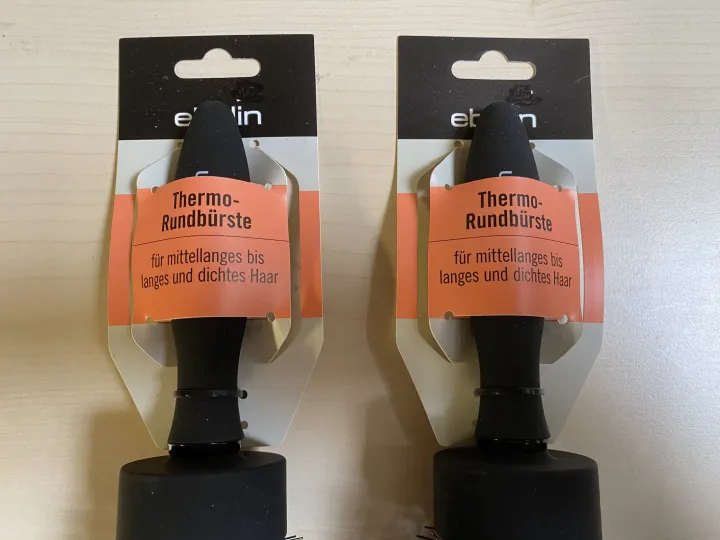 Thermo-
Rundbürste
für mittellanges bis
langes und dichtes Haar
Thermo-
Rundbürste
für mittellanges bis
langes und dichtes Haar